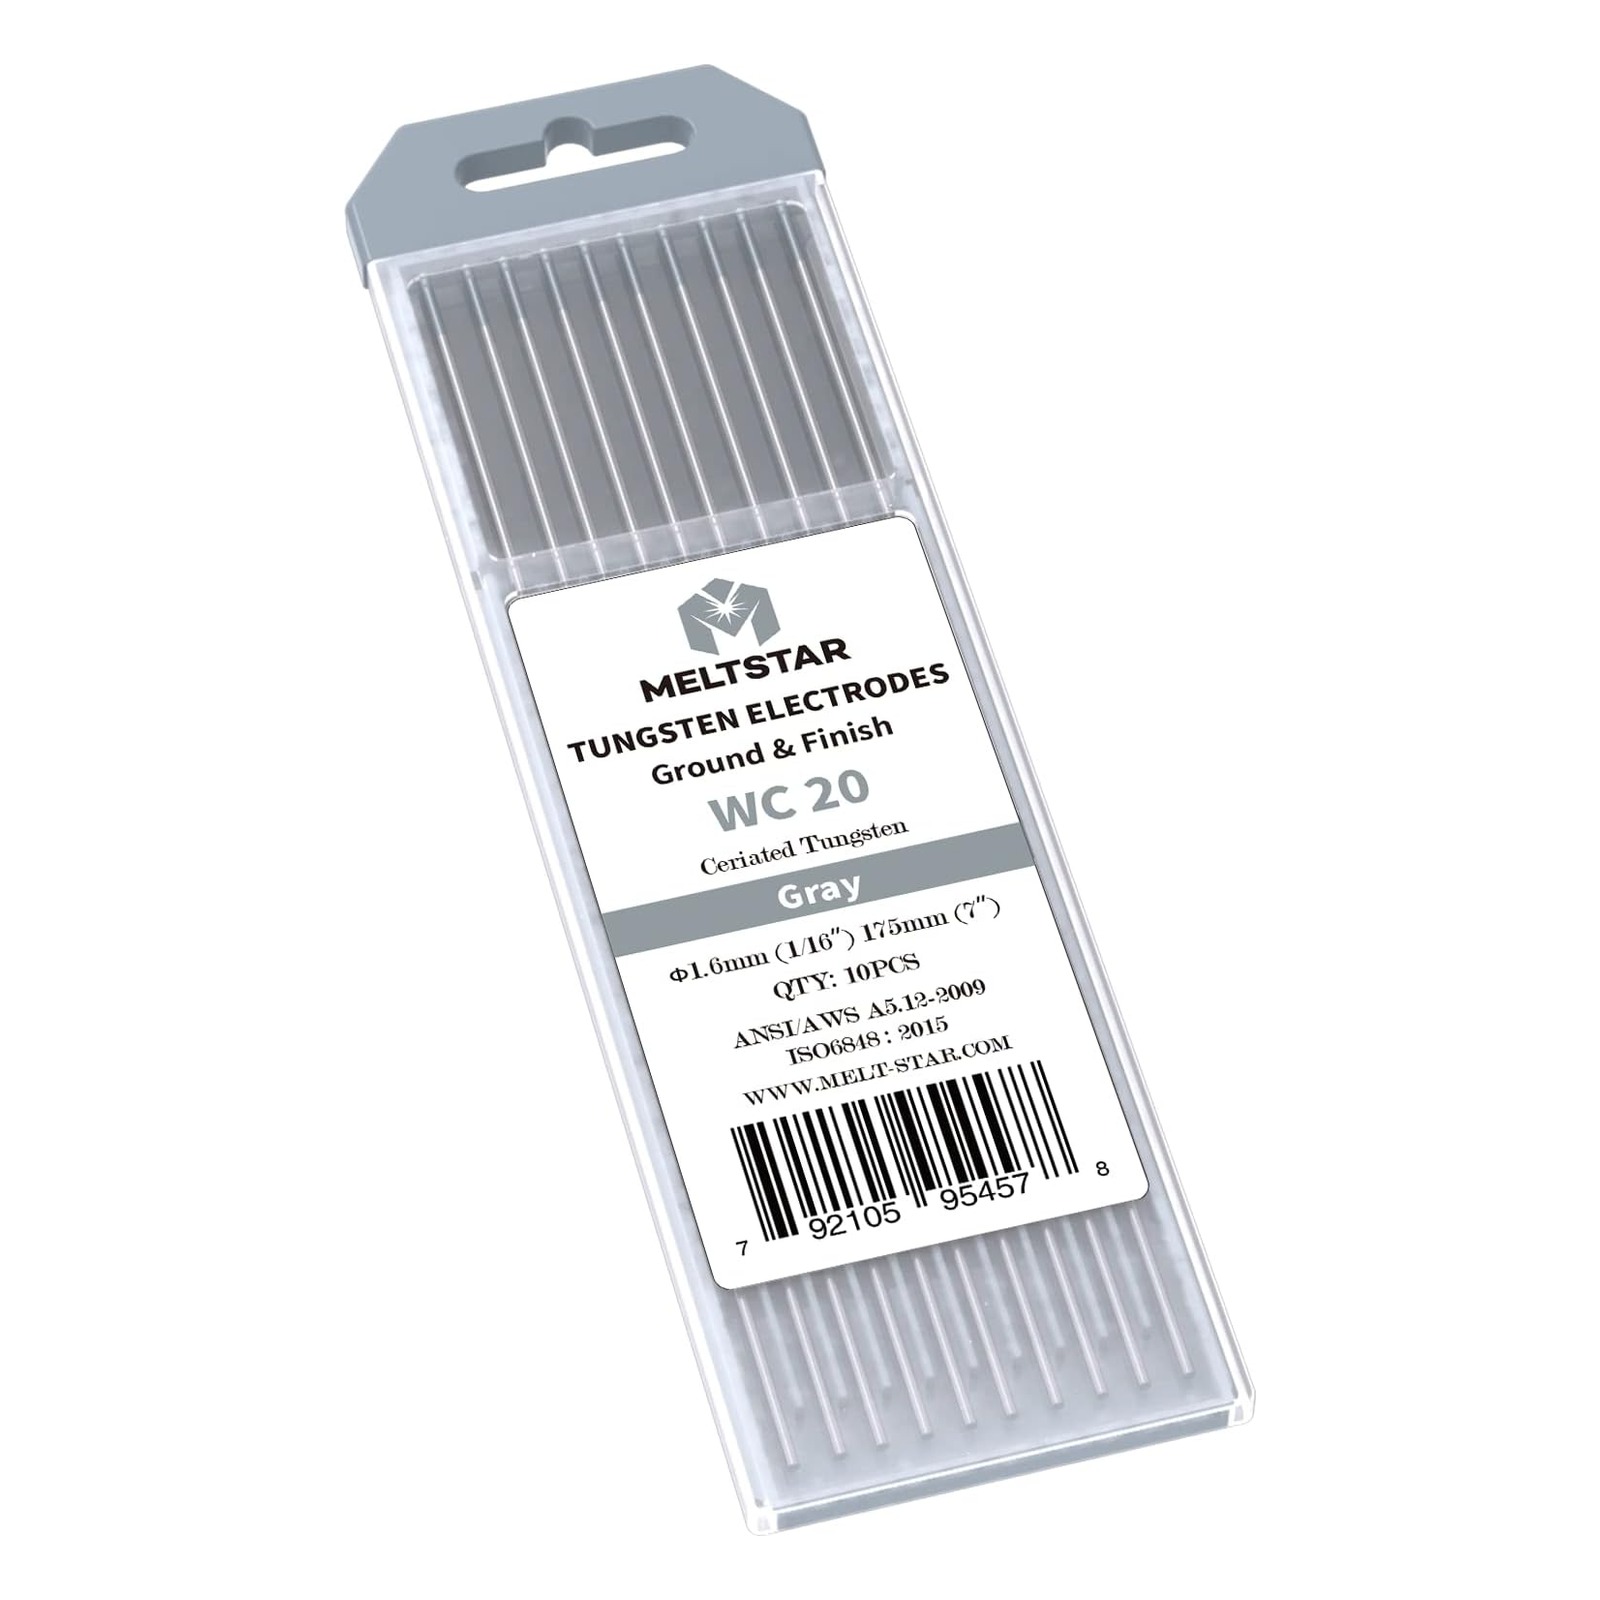 MELTSTAR
TUNGSTEN ELECTRODES
Ground & Finish
WC 20
Ceriated Tungsten
Gray
Φ1.6mm (1/16") 175mm (7")
QTY: 10PCS
ANSI/AWS A5.12-2009
ISO6848 : 2015
WWW.MELT-STAR.COM
7 92105 95457 8